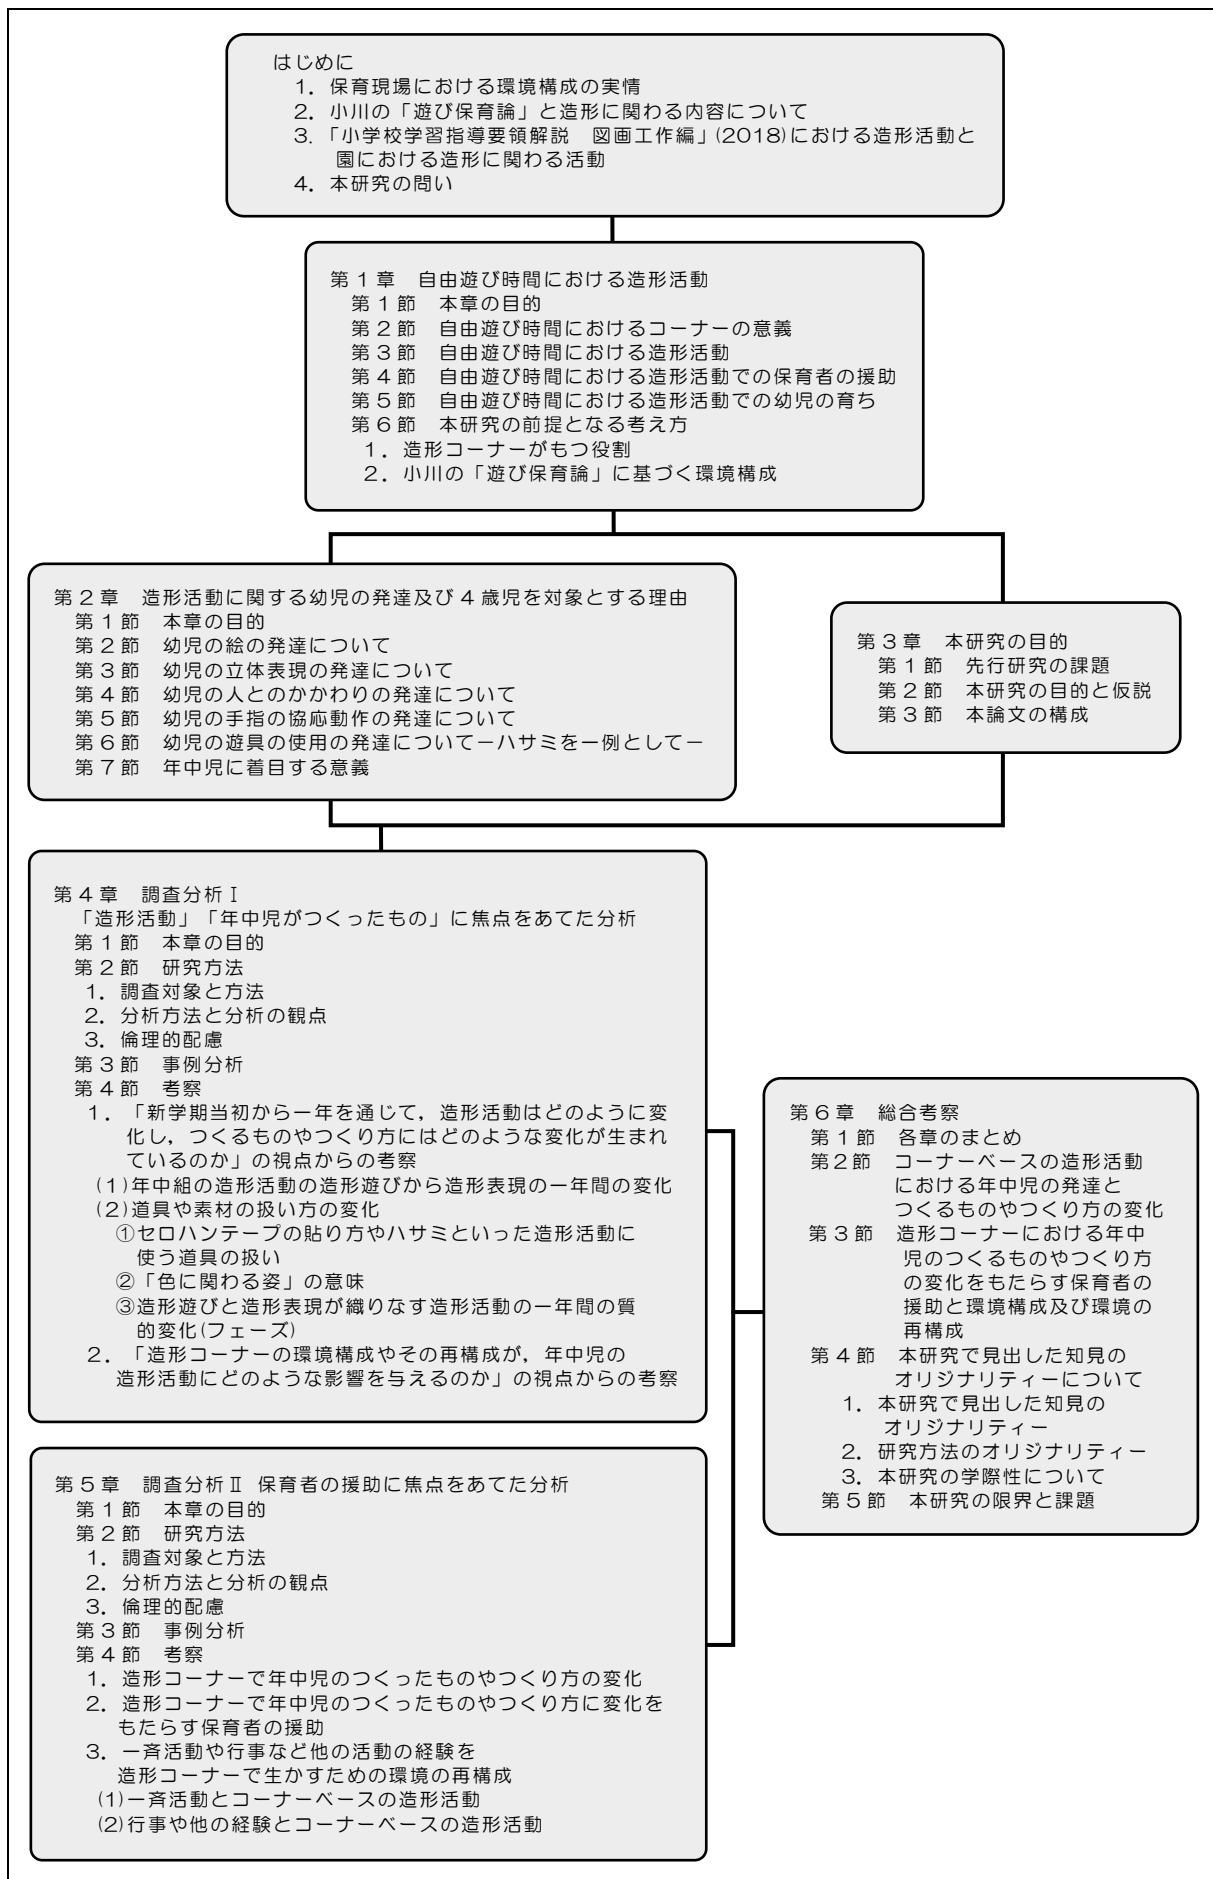 はじめに
1．保育現場における環境構成の実情
2．小川の「遊び保育論」と造形に関わる内容について
3．「小学校学習指導要領解説　図画工作編」(2018)における造形活動と
園における造形に関わる活動
4．本研究の問い
第１章　自由遊び時間における造形活動
第１節　本章の目的
第２節　自由遊び時間におけるコーナーの意義
第３節　自由遊び時間における造形活動
第４節　自由遊び時間における造形活動での保育者の援助
第５節　自由遊び時間における造形活動での幼児の育ち
第６節　本研究の前提となる考え方
１．造形コーナーがもつ役割
２．小川の「遊び保育論」に基づく環境構成
第２章　造形活動に関する幼児の発達及び４歳児を対象とする理由
第１節　本章の目的
第２節　幼児の絵の発達について
第３節　幼児の立体表現の発達について
第４節　幼児の人とのかかわりの発達について
第５節　幼児の手指の協応動作の発達について
第６節　幼児の遊具の使用の発達についてーハサミを一例としてー
第７節　年中児に着目する意義
第３章　本研究の目的
第１節　先行研究の課題
第２節　本研究の目的と仮説
第３節　本論文の構成
第４章　調査分析Ⅰ
「造形活動」「年中児がつくったもの」に焦点をあてた分析
第１節　本章の目的
第２節　研究方法
1．調査対象と方法
2．分析方法と分析の観点
3．倫理的配慮
第３節　事例分析
第４節　考察
1．「新学期当初から一年を通じて，造形活動はどのように変
化し，つくるものやつくり方にはどのような変化が生まれ
ているのか」の視点からの考察
(1)年中組の造形活動の造形遊びから造形表現の一年間の変化
(2)道具や素材の扱い方の変化
①セロハンテープの貼り方やハサミといった造形活動に
使う道具の扱い
②「色に関わる姿」の意味
③造形遊びと造形表現が織りなす造形活動の一年間の質
的変化(フェーズ)
2．「造形コーナーの環境構成やその再構成が，年中児の
造形活動にどのような影響を与えるのか」の視点からの考察
第５章　調査分析Ⅱ 保育者の援助に焦点をあてた分析
第１節　本章の目的
第２節　研究方法
1．調査対象と方法
2．分析方法と分析の観点
3．倫理的配慮
第３節　事例分析
第４節　考察
1．造形コーナーで年中児のつくったものやつくり方の変化
2．造形コーナーで年中児のつくったものやつくり方に変化を
もたらす保育者の援助
3．一斉活動や行事など他の活動の経験を
造形コーナーで生かすための環境の再構成
(1)一斉活動とコーナーベースの造形活動
(2)行事や他の経験とコーナーベースの造形活動
第６章　総合考察
第１節　各章のまとめ
第2節　コーナーベースの造形活動
における年中児の発達と
つくるものやつくり方の変化
第３節　造形コーナーにおける年中
児のつくるものやつくり方
の変化をもたらす保育者の
援助と環境構成及び環境の
再構成
第４節　本研究で見出した知見の
オリジナリティーについて
1．本研究で見出した知見の
オリジナリティー
2．研究方法のオリジナリティー
3．本研究の学際性について
第５節　本研究の限界と課題